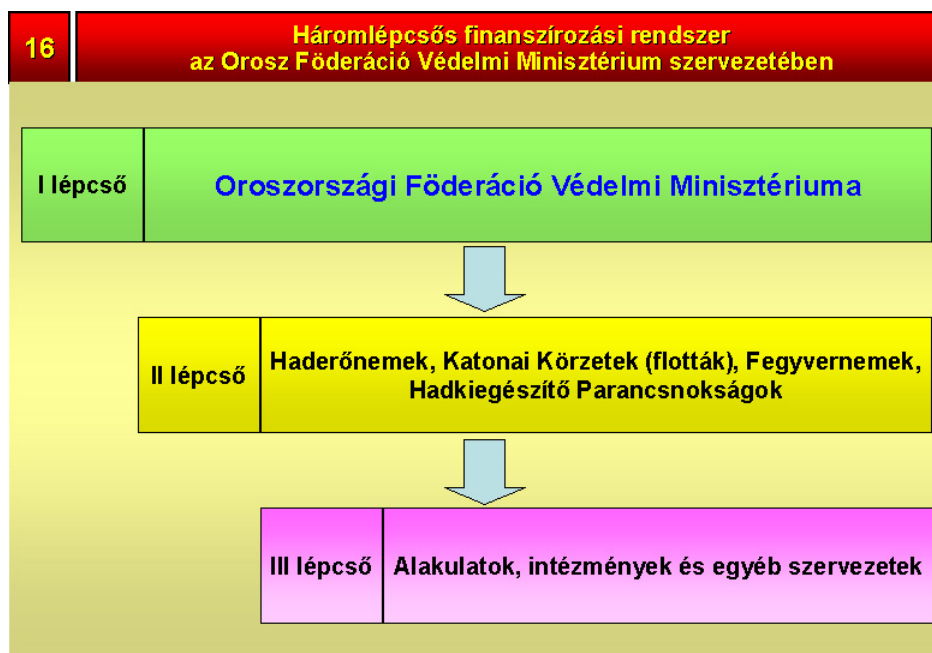 16
Háromlépcsős finanszírozási rendszer
az Orosz Föderáció Védelmi Minisztérium szervezetében
I lépcső
Oroszországi Föderáció Védelmi Minisztériuma
II lépcső
Haderőnemek, Katonai Körzetek (flották), Fegyvernemek,
Hadkiegészítő Parancsnokságok
III lépcső
Alakulatok, intézmények és egyéb szervezetek